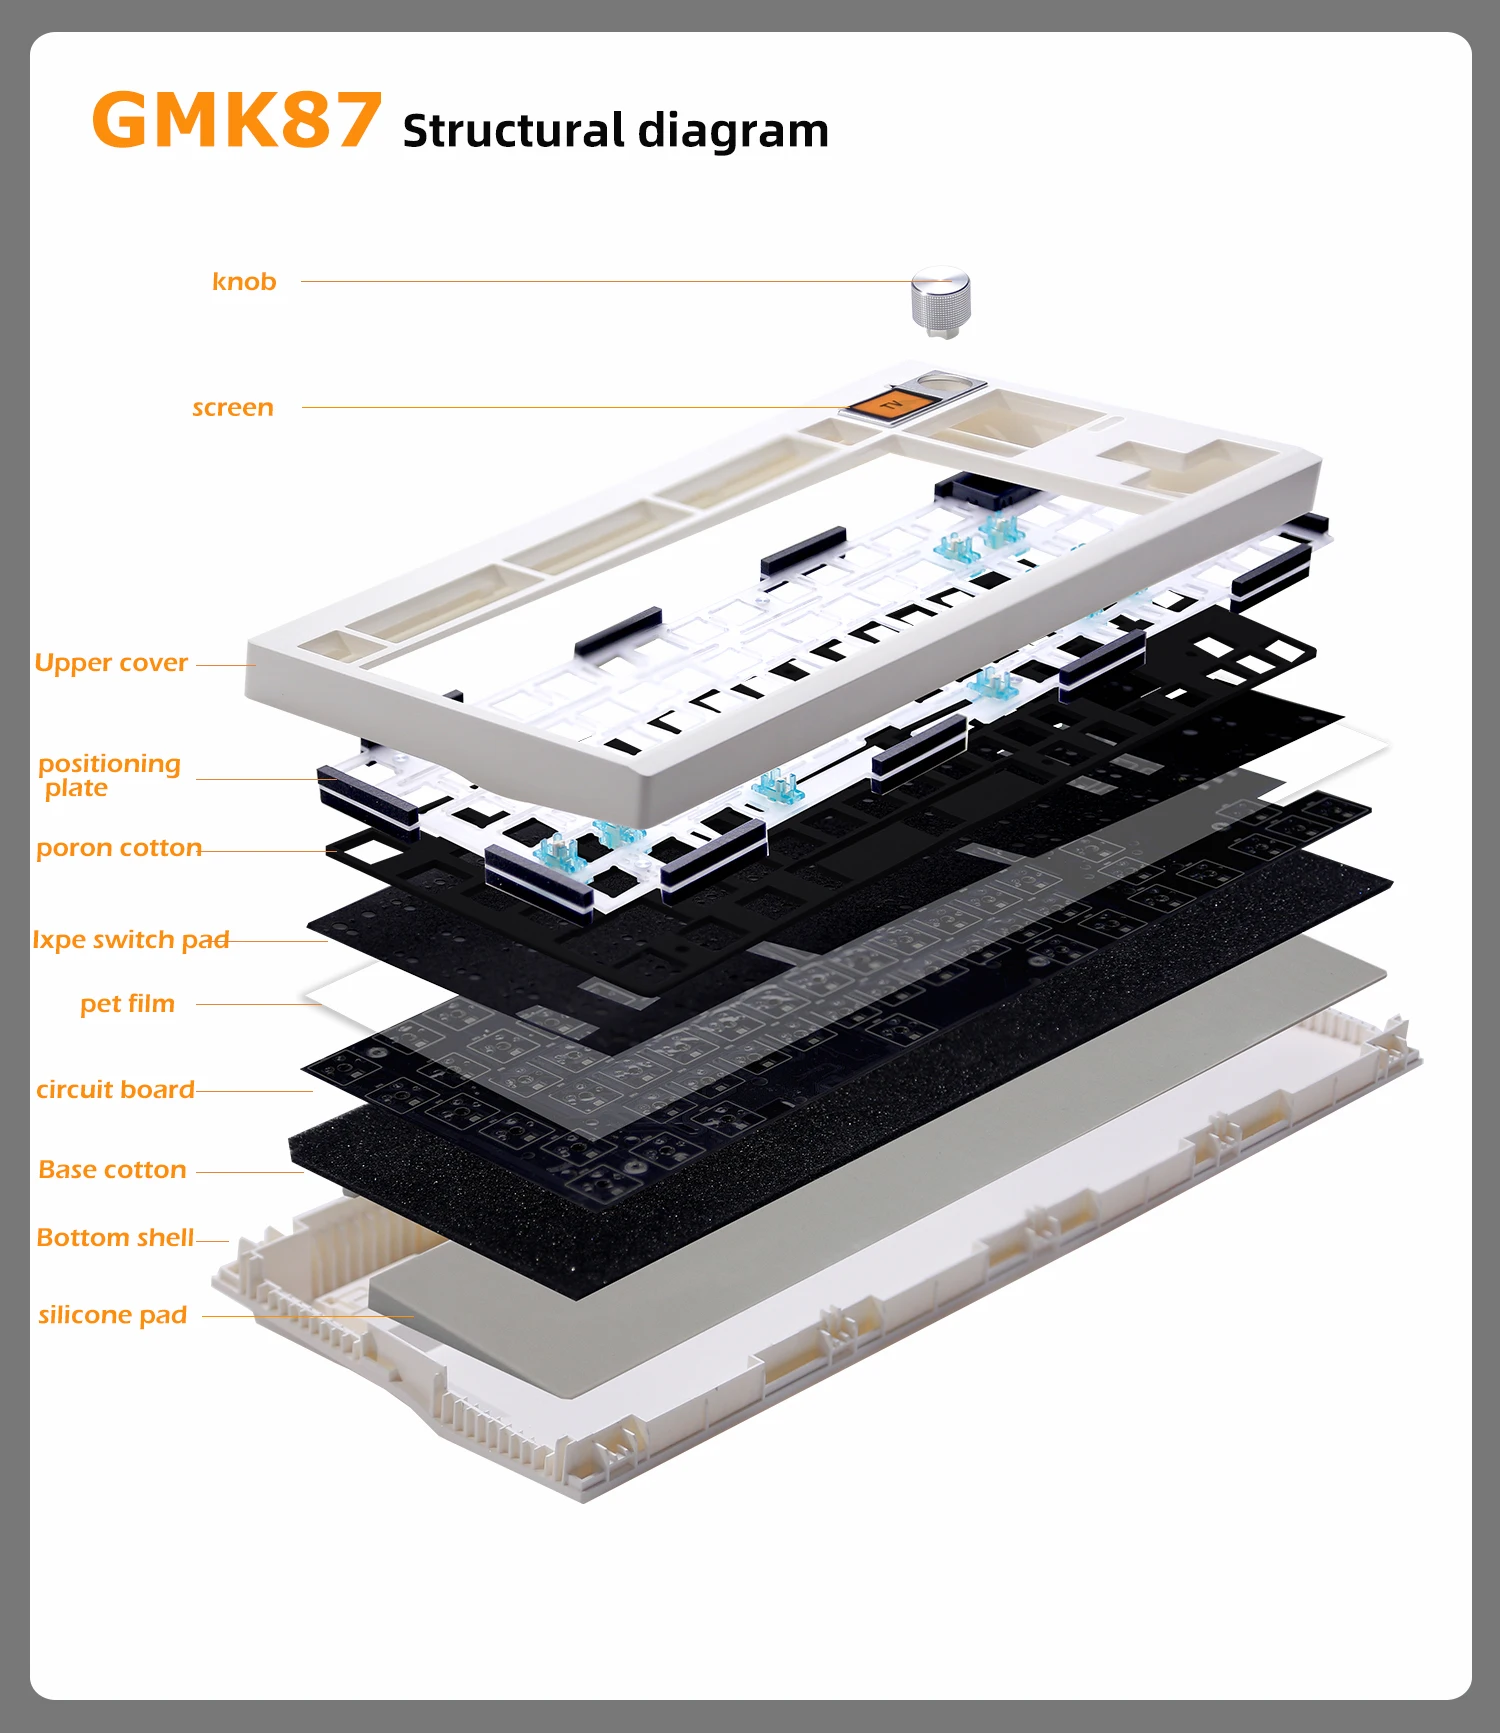 GMK87 Structural diagram
knob
screen
TV
Upper cover
positioning
plate
poron cotton
Ixpe switch pad
pet film
circuit board
Base cotton
Bottom shell
silicone pad